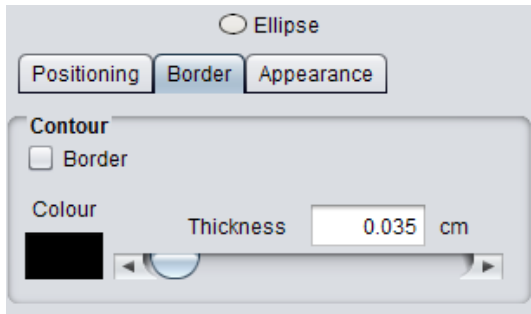 Ellipse
Positioning Border Appearance
Contour
Border
Colour
Thickness 0.035 cm